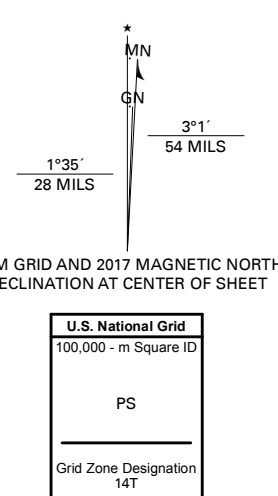 ★
MN
GN
3°1´
54 MILS
1°35´
28 MILS
M GRID AND 2017 MAGNETIC NORTH
ECLINATION AT CENTER OF SHEET
U.S. National Grid
100,000 - m Square ID
PS
Grid Zone Designation
14T